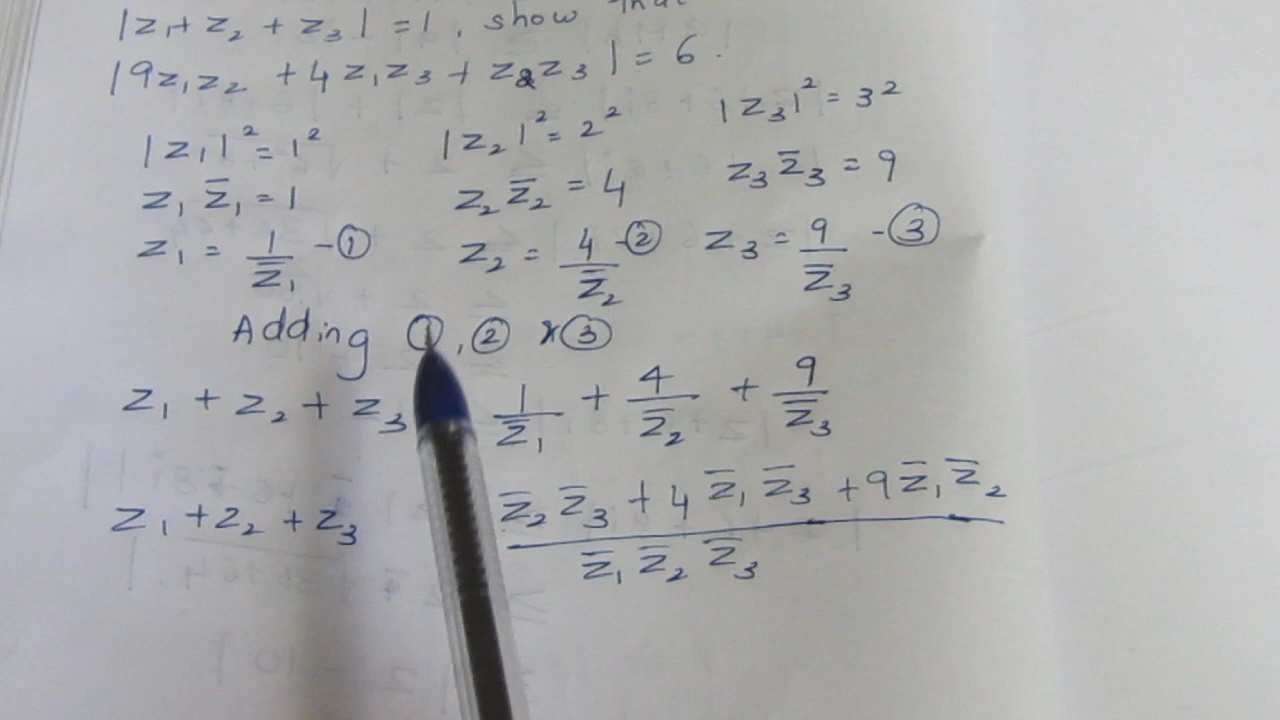 |z₁ + z₂ + z₃| = 1, show that
|9z₁z₂ + 4z₁z₃ + z₂z₃| = 6.
|z₁|² = 1² |z₂|² = 2² |z₃|² = 3²
z₁ z̄₁ = 1 z₂ z̄₂ = 4 z₃ z̄₃ = 9
z₁ = 1/z̄₁ - ① z₂ = 4/z̄₂ - ② z₃ = 9/z̄₃ - ③
Adding ①, ② & ③
z₁ + z₂ + z₃ 1/z̄₁ + 4/z̄₂ + 9/z̄₃
z₁ + z₂ + z₃ (z̄₂ z̄₃ + 4 z̄₁ z̄₃ + 9 z̄₁ z̄₂)/(z̄₁ z̄₂ z̄₃)